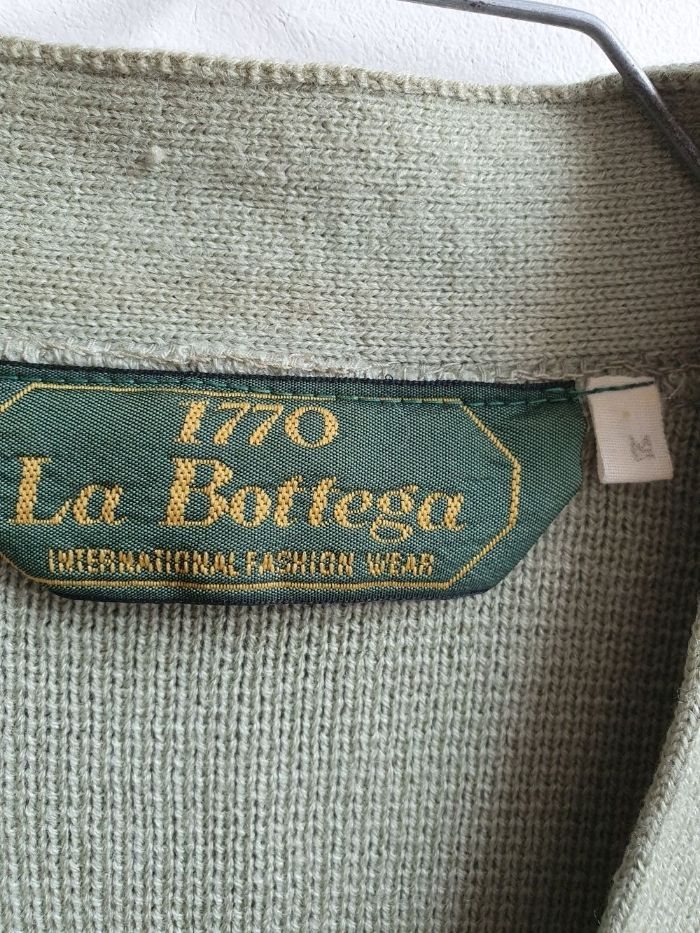 1770
La Bottega
INTERNATIONAL FASHION WEAR
M